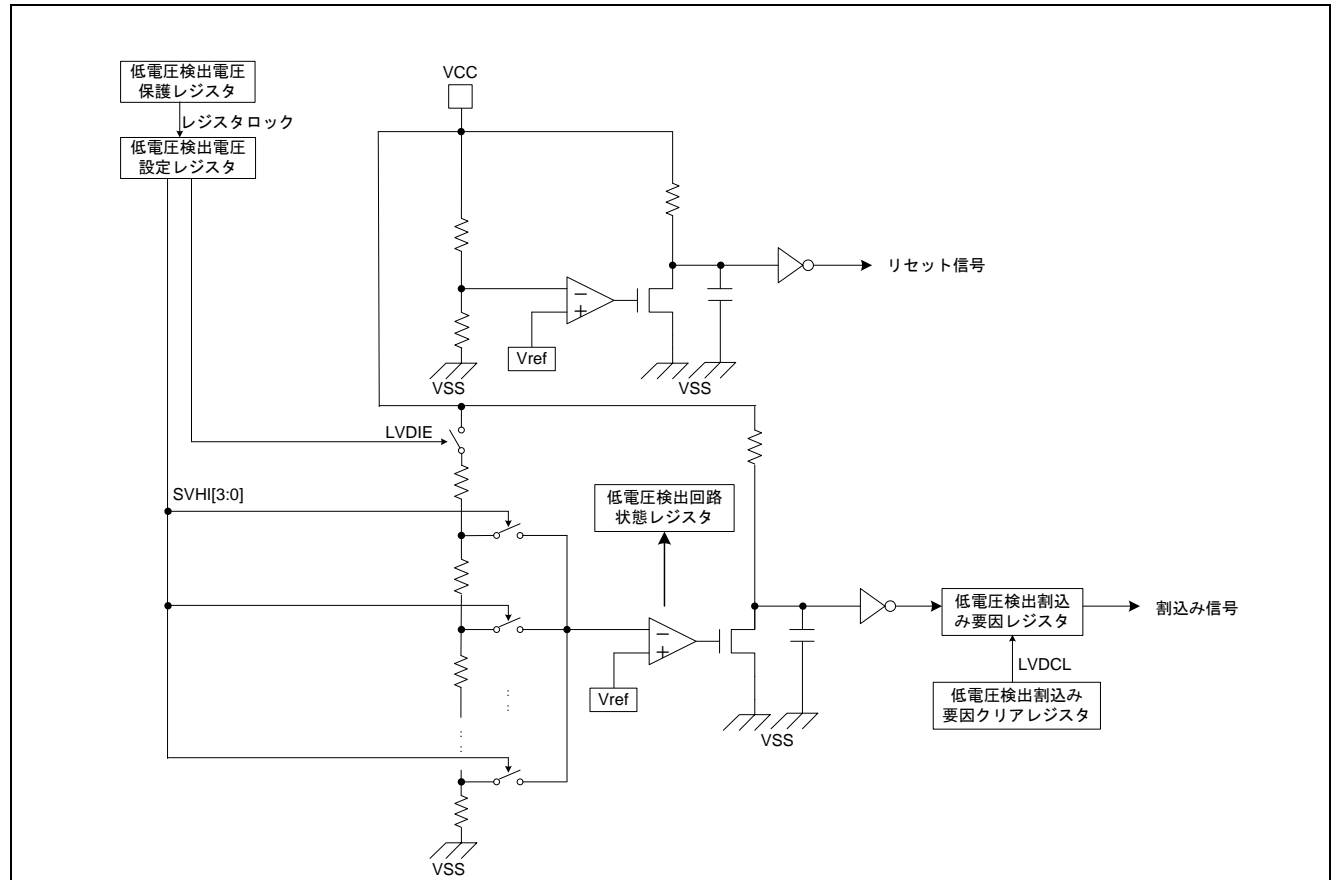 低電圧検出電圧
保護レジスタ
レジスタロック
低電圧検出電圧
設定レジスタ
VCC
リセット信号
−
+
Vref
VSS
VSS
LVDIE
SVHI[3:0]
低電圧検出回路
状態レジスタ
−
+
Vref
VSS
低電圧検出割込
み要因レジスタ
割込み信号
LVDCL
低電圧検出割込み
要因クリアレジスタ
VSS